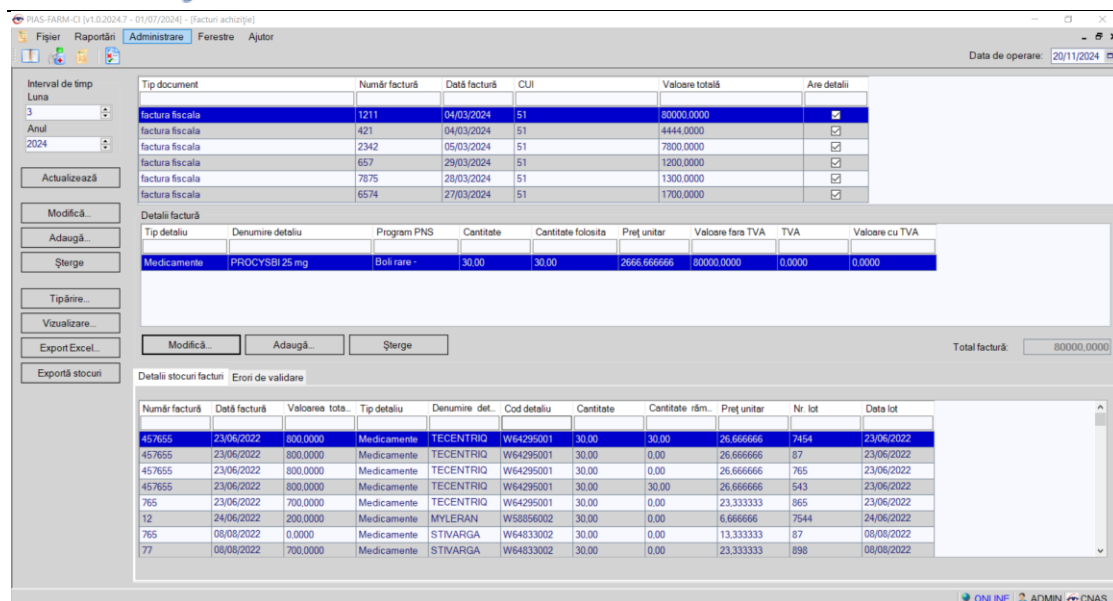 PIAS-FARM-CI [v1.0.2024.7 - 01/07/2024] - [Facturi achiziție]
Fișier Raportări Administrare Ferestre Ajutor
Data de operare: 20/11/2024
Interval de timp
Luna
3
Anul
2024
Actualizează
Modifică...
Adaugă...
Șterge
Tipărire...
Vizualizare...
Export Excel...
Exportă stocuri
Tip document Număr factură Dată factură CUI Valoare totală Are detalii
factura fiscala 1211 04/03/2024 51 80000,0000
factura fiscala 421 04/03/2024 51 4444,0000
factura fiscala 2342 05/03/2024 51 7800,0000
factura fiscala 657 29/03/2024 51 1200,0000
factura fiscala 7875 28/03/2024 51 1300,0000
factura fiscala 6574 27/03/2024 51 1700,0000
Detalii factură
Tip detaliu Denumire detaliu Program PNS Cantitate Cantitate folosita Preț unitar Valoare fara TVA TVA Valoare cu TVA
Medicamente PROCYSBI 25 mg Boli rare - 30,00 30,00 2666,666666 80000,0000 0,0000 0,0000
Modifică... Adaugă... Șterge
Total factură: 80000,0000
Detalii stocuri facturi Erori de validare
Număr factură Dată factură Valoarea tota... Tip detaliu Denumire det... Cod detaliu Cantitate Cantitate răm... Preț unitar Nr. lot Data lot
457655 23/06/2022 800,0000 Medicamente TECENTRIQ W64295001 30,00 30,00 26,666666 7454 23/06/2022
457655 23/06/2022 800,0000 Medicamente TECENTRIQ W64295001 30,00 0,00 26,666666 87 23/06/2022
457655 23/06/2022 800,0000 Medicamente TECENTRIQ W64295001 30,00 0,00 26,666666 765 23/06/2022
457655 23/06/2022 800,0000 Medicamente TECENTRIQ W64295001 30,00 30,00 26,666666 543 23/06/2022
765 23/06/2022 700,0000 Medicamente TECENTRIQ W64295001 30,00 0,00 23,333333 865 23/06/2022
12 24/06/2022 200,0000 Medicamente MYLERAN W58856002 30,00 0,00 6,666666 7544 24/06/2022
765 08/08/2022 0,0000 Medicamente STIVARGA W64833002 30,00 0,00 13,333333 87 08/08/2022
77 08/08/2022 700,0000 Medicamente STIVARGA W64833002 30,00 0,00 23,333333 898 08/08/2022
ONLINE ADMIN CNAS